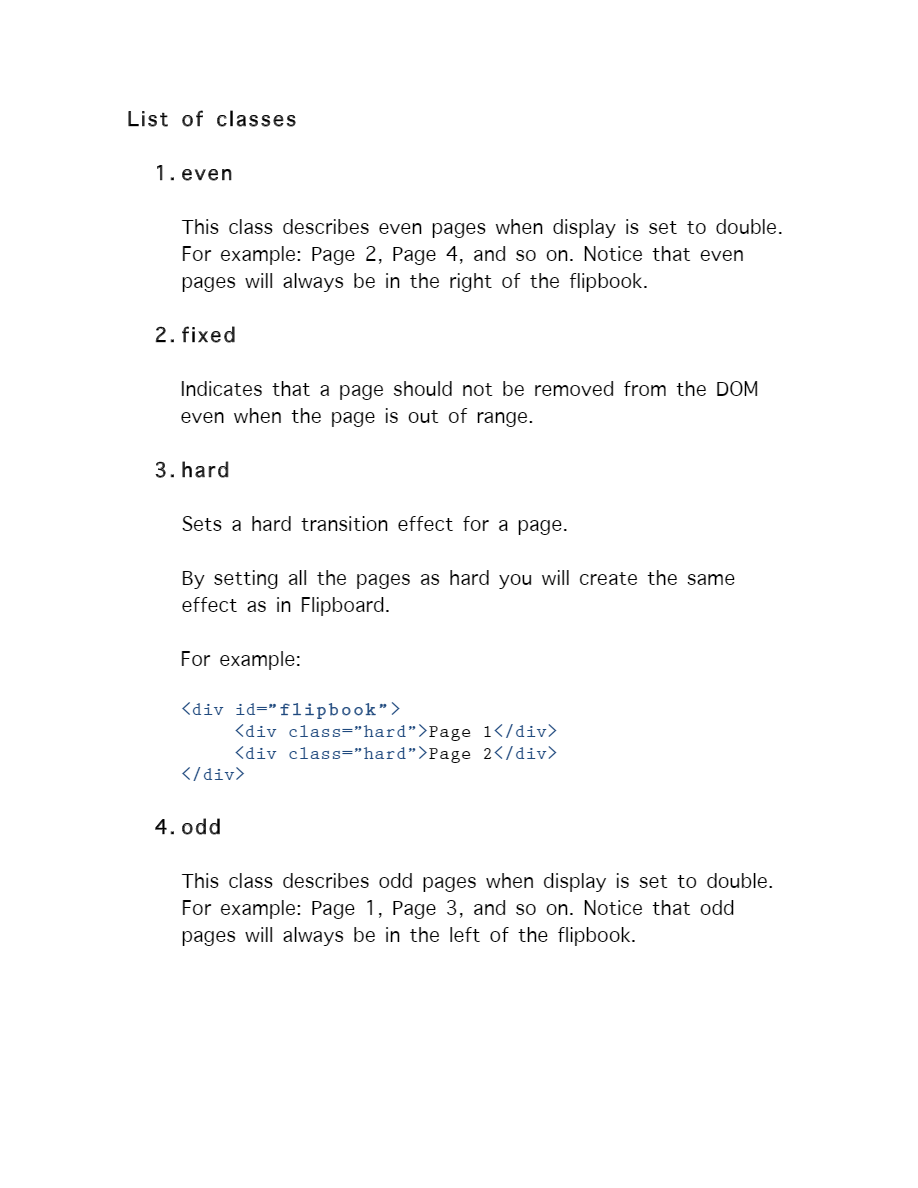 List of classes
1. even
This class describes even pages when display is set to double.
For example: Page 2, Page 4, and so on. Notice that even
pages will always be in the right of the flipbook.
2. fixed
Indicates that a page should not be removed from the DOM
even when the page is out of range.
3. hard
Sets a hard transition effect for a page.
By setting all the pages as hard you will create the same
effect as in Flipboard.
For example:
<div id=”flipbook”>
<div class=”hard”>Page 1</div>
<div class=”hard”>Page 2</div>
</div>
4. odd
This class describes odd pages when display is set to double.
For example: Page 1, Page 3, and so on. Notice that odd
pages will always be in the left of the flipbook.